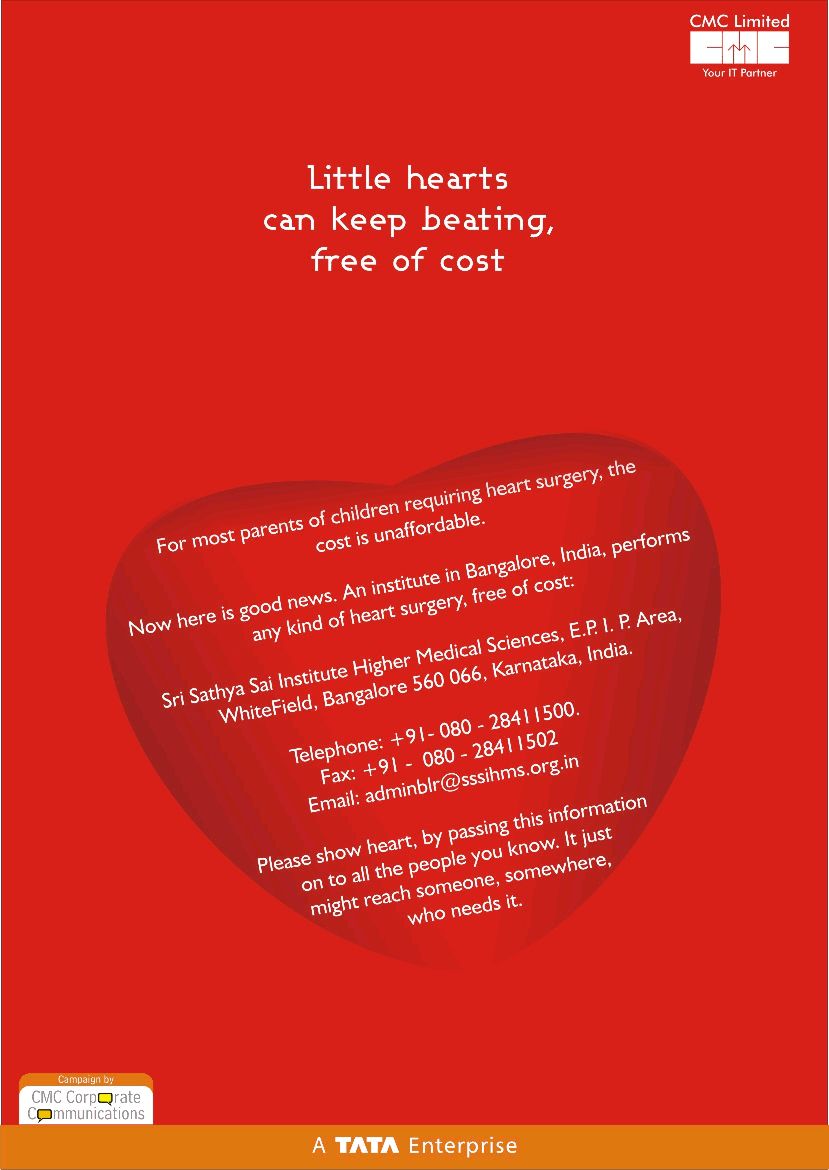 CMC Limited
CMC
Your IT Partner
Little hearts
can keep beating,
free of cost
For most parents of children requiring heart surgery, the
cost is unaffordable.
Now here is good news. An institute in Bangalore, India, performs
any kind of heart surgery, free of cost:
Sri Sathya Sai Institute Higher Medical Sciences, E.P. I. P. Area,
WhiteField, Bangalore 560 066, Karnataka, India.
Telephone: +91- 080 - 28411500.
Fax: +91 - 080 - 28411502
Email: adminblr@sssihms.org.in
Please show heart, by passing this information
on to all the people you know. It just
might reach someone, somewhere,
who needs it.
Campaign by
CMC Corporate
Communications
A TATA Enterprise